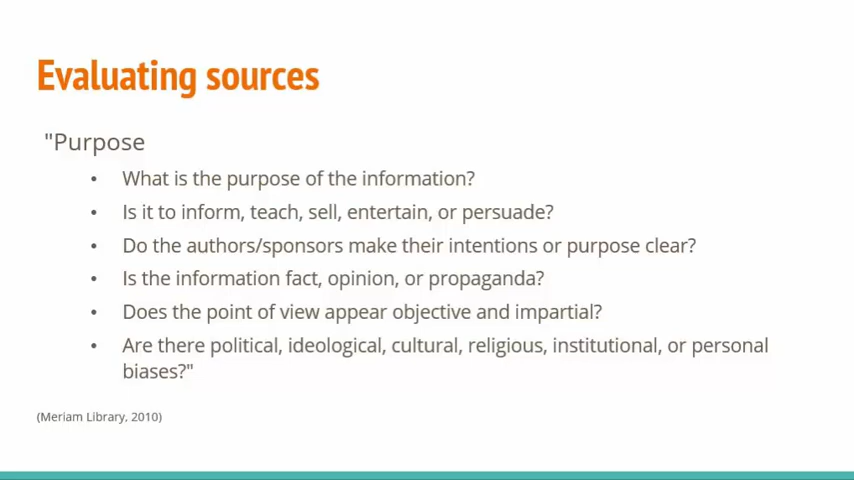 Evaluating sources
"Purpose
• What is the purpose of the information?
• Is it to inform, teach, sell, entertain, or persuade?
• Do the authors/sponsors make their intentions or purpose clear?
• Is the information fact, opinion, or propaganda?
• Does the point of view appear objective and impartial?
• Are there political, ideological, cultural, religious, institutional, or personal
biases?"
(Meriam Library, 2010)